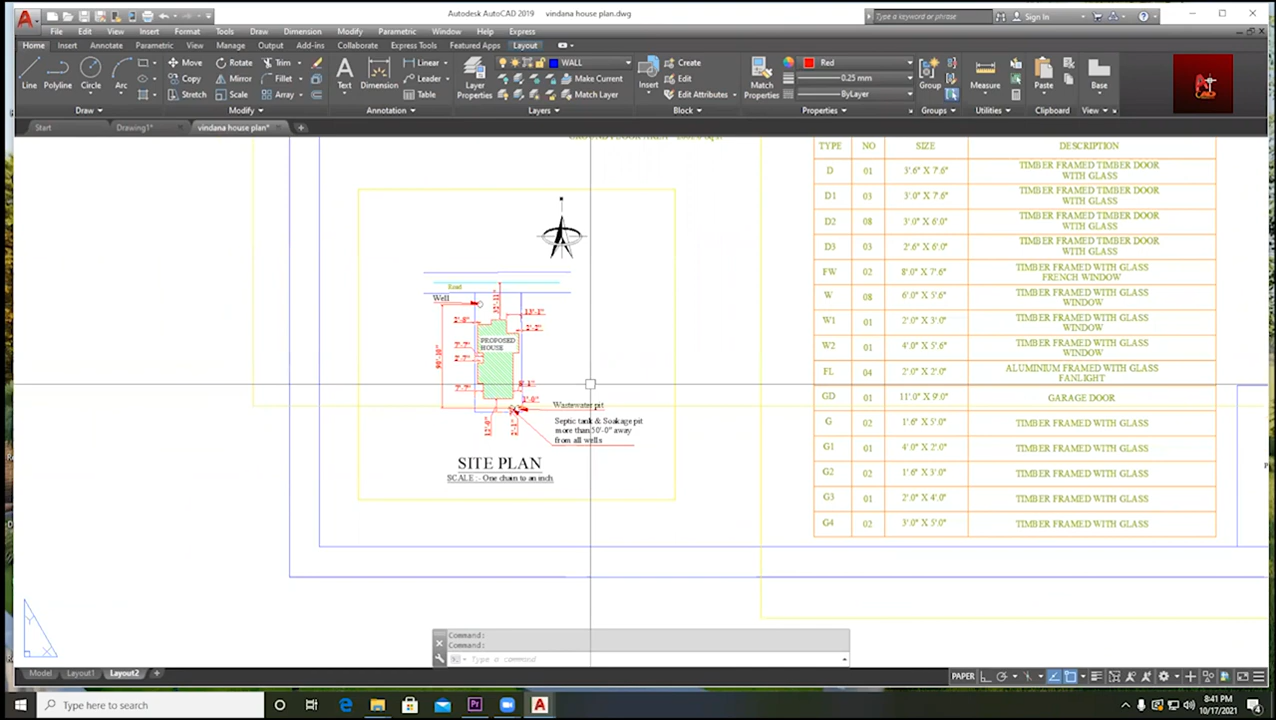 Autodesk AutoCAD 2019 vindana house plan.dwg
Type a keyword or phrase
Sign In
File Edit View Insert Format Tools Draw Dimension Modify Parametric Window Help Express
Home Insert Annotate Parametric View Manage Output Add-ins Collaborate Express Tools Featured Apps Layout
Line Polyline Circle Arc
Move Rotate Trim
Copy Mirror Fillet
Stretch Scale Array
Text Dimension
Linear
Leader
Table
Layer Properties
WALL
Make Current
Match Layer
Insert
Create
Edit
Edit Attributes
Match Properties
Red
0.25 mm
ByLayer
Group Measure Paste Base
Draw Modify Annotation Layers Block Properties Groups Utilities Clipboard View
Start Drawing1* vindana house plan*
TYPE NO SIZE DESCRIPTION
D 01 3'.6" X 7'.6" TIMBER FRAMED TIMBER DOOR WITH GLASS
D1 03 3'.0" X 7'.6" TIMBER FRAMED TIMBER DOOR WITH GLASS
D2 08 3'.0" X 6'.0" TIMBER FRAMED TIMBER DOOR WITH GLASS
D3 03 2'.6" X 6'.0" TIMBER FRAMED TIMBER DOOR WITH GLASS
FW 02 8'.0" X 7'.6" TIMBER FRAMED WITH GLASS FRENCH WINDOW
W 08 6'.0" X 5'.6" TIMBER FRAMED WITH GLASS WINDOW
W1 01 2'.0" X 3'.0" TIMBER FRAMED WITH GLASS WINDOW
W2 01 4'.0" X 5'.6" TIMBER FRAMED WITH GLASS WINDOW
FL 04 2'.0" X 2'.0" ALUMINIUM FRAMED WITH GLASS FANLIGHT
GD 01 11'.0" X 9'.0" GARAGE DOOR
G 02 1'.6" X 5'.0" TIMBER FRAMED WITH GLASS
G1 01 4'.0" X 2'.0" TIMBER FRAMED WITH GLASS
G2 02 1'.6" X 3'.0" TIMBER FRAMED WITH GLASS
G3 01 2'.0" X 4'.0" TIMBER FRAMED WITH GLASS
G4 02 3'.0" X 5'.0" TIMBER FRAMED WITH GLASS
Road
Well
13'-1"
PROPOSED
HOUSE
Wastewater pit
Septic tank & Soakage pit
more than 50'-0" away
from all wells
SITE PLAN
SCALE :- One chain to an inch
Y
X
Command:
Command:
Type a command
Model Layout1 Layout2
PAPER
Type here to search
8:41 PM
10/17/2021